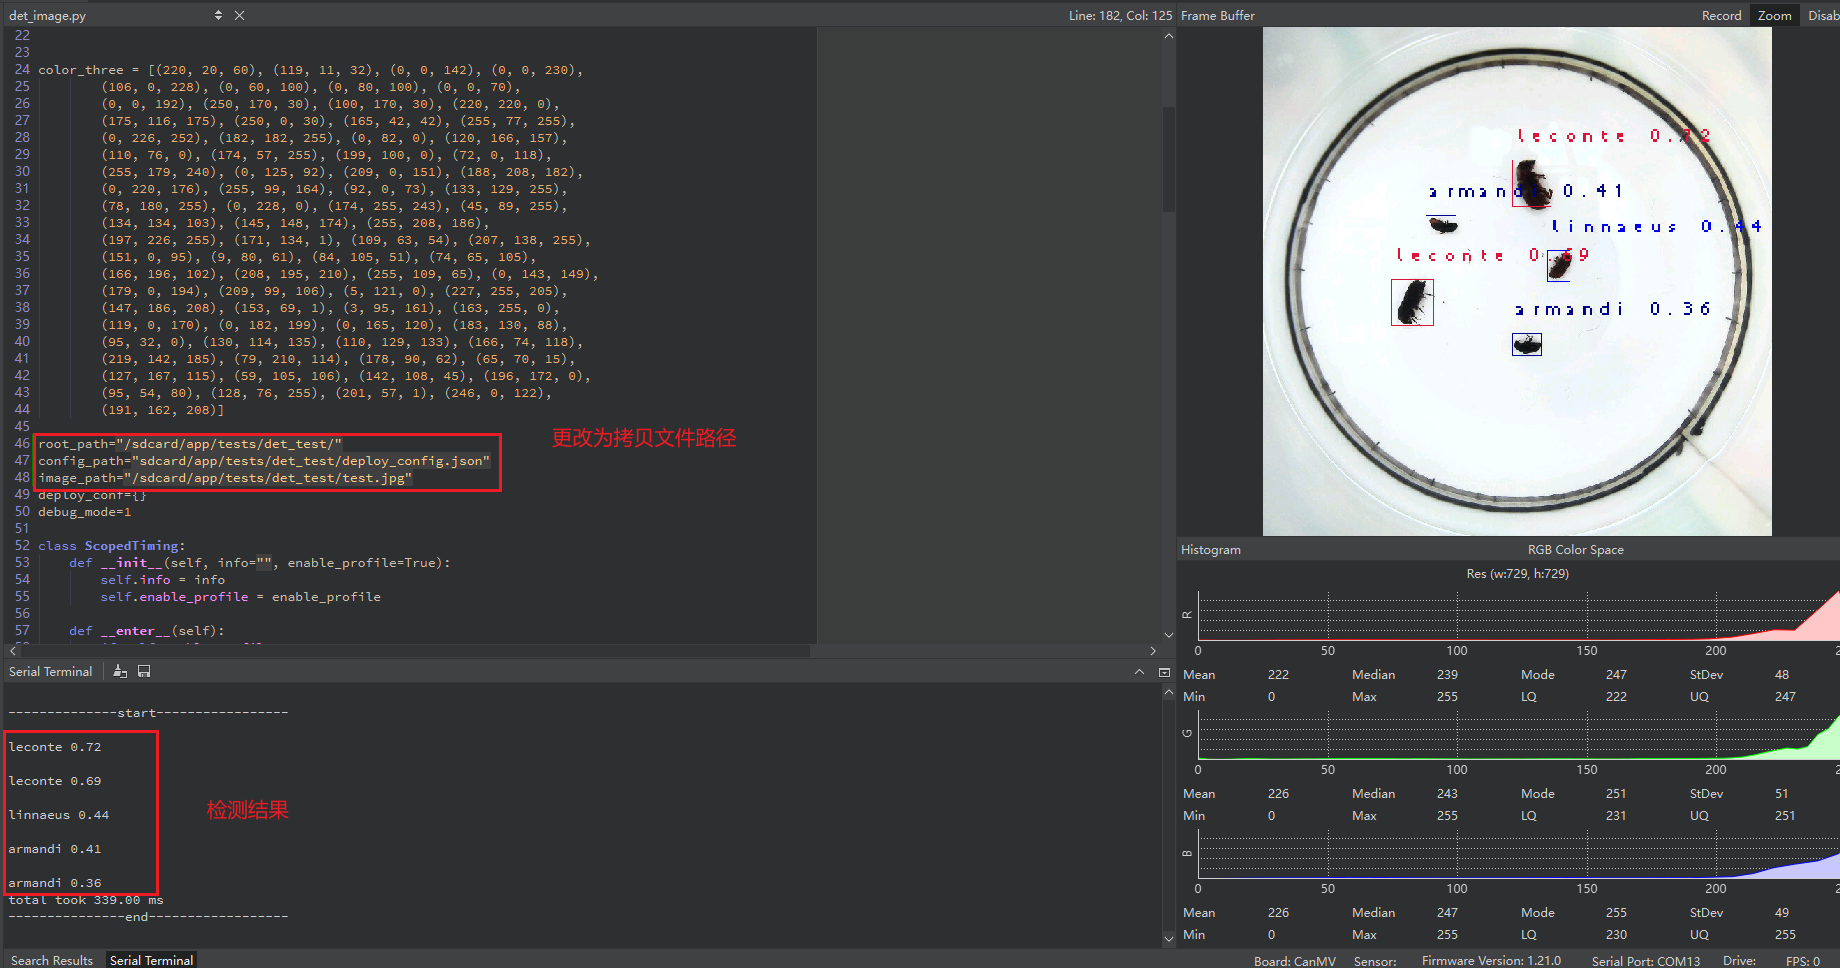 det_image.py
Line: 182, Col: 125
22
23
24 color_three = [(220, 20, 60), (119, 11, 32), (0, 0, 142), (0, 0, 230),
25 (106, 0, 228), (0, 60, 100), (0, 80, 100), (0, 0, 70),
26 (0, 0, 192), (250, 170, 30), (100, 170, 30), (220, 220, 0),
27 (175, 116, 175), (250, 0, 30), (165, 42, 42), (255, 77, 255),
28 (0, 226, 252), (182, 182, 255), (0, 82, 0), (120, 166, 157),
29 (110, 76, 0), (174, 57, 255), (199, 100, 0), (72, 0, 118),
30 (255, 179, 240), (0, 125, 92), (209, 0, 151), (188, 208, 182),
31 (0, 220, 176), (255, 99, 164), (92, 0, 73), (133, 129, 255),
32 (78, 180, 255), (0, 228, 0), (174, 255, 243), (45, 89, 255),
33 (134, 134, 103), (145, 148, 174), (255, 208, 186),
34 (197, 226, 255), (171, 134, 1), (109, 63, 54), (207, 138, 255),
35 (151, 0, 95), (9, 80, 61), (84, 105, 51), (74, 65, 105),
36 (166, 196, 102), (208, 195, 210), (255, 109, 65), (0, 143, 149),
37 (179, 0, 194), (209, 99, 106), (5, 121, 0), (227, 255, 205),
38 (147, 186, 208), (153, 69, 1), (3, 95, 161), (163, 255, 0),
39 (119, 0, 170), (0, 182, 199), (0, 165, 120), (183, 130, 88),
40 (95, 32, 0), (130, 114, 135), (110, 129, 133), (166, 74, 118),
41 (219, 142, 185), (79, 210, 114), (178, 90, 62), (65, 70, 15),
42 (127, 167, 115), (59, 105, 106), (142, 108, 45), (196, 172, 0),
43 (95, 54, 80), (128, 76, 255), (201, 57, 1), (246, 0, 122),
44 (191, 162, 208)]
45
46 root_path="/sdcard/app/tests/det_test/"
47 config_path="sdcard/app/tests/det_test/deploy_config.json"
48 image_path="/sdcard/app/tests/det_test/test.jpg"
更改为拷贝文件路径
49 deploy_conf={}
50 debug_mode=1
51
52 class ScopedTiming:
53 def __init__(self, info="", enable_profile=True):
54 self.info = info
55 self.enable_profile = enable_profile
56
57 def __enter__(self):
Serial Terminal
--------------start-----------------
leconte 0.72
leconte 0.69
linnaeus 0.44
armandi 0.41
armandi 0.36
检测结果
total took 339.00 ms
---------------end------------------
Search Results
Serial Terminal
Frame Buffer
Record Zoom Disab
leconte 0.72
armandi 0.41
linnaeus 0.44
leconte 0.69
armandi 0.36
Histogram
RGB Color Space
Res (w:729, h:729)
R
0 50 100 150 200 2
Mean 222 Median 239 Mode 247 StDev 48
Min 0 Max 255 LQ 222 UQ 247
G
0 50 100 150 200 2
Mean 226 Median 243 Mode 251 StDev 51
Min 0 Max 255 LQ 231 UQ 251
B
0 50 100 150 200 2
Mean 226 Median 247 Mode 255 StDev 49
Min 0 Max 255 LQ 230 UQ 255
Board: CanMV Sensor: Firmware Version: 1.21.0 Serial Port: COM13 Drive: FPS: 0